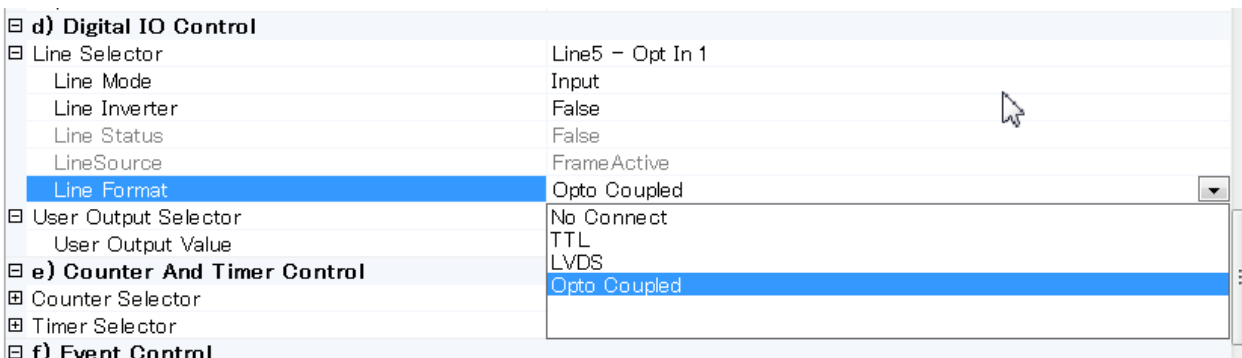 d) Digital IO Control
Line Selector Line5 - Opt In 1
Line Mode Input
Line Inverter False
Line Status False
LineSource FrameActive
Line Format Opto Coupled
User Output Selector No Connect
TTL
User Output Value
LVDS
e) Counter And Timer Control
Opto Coupled
Counter Selector
Timer Selector
f) Event Control